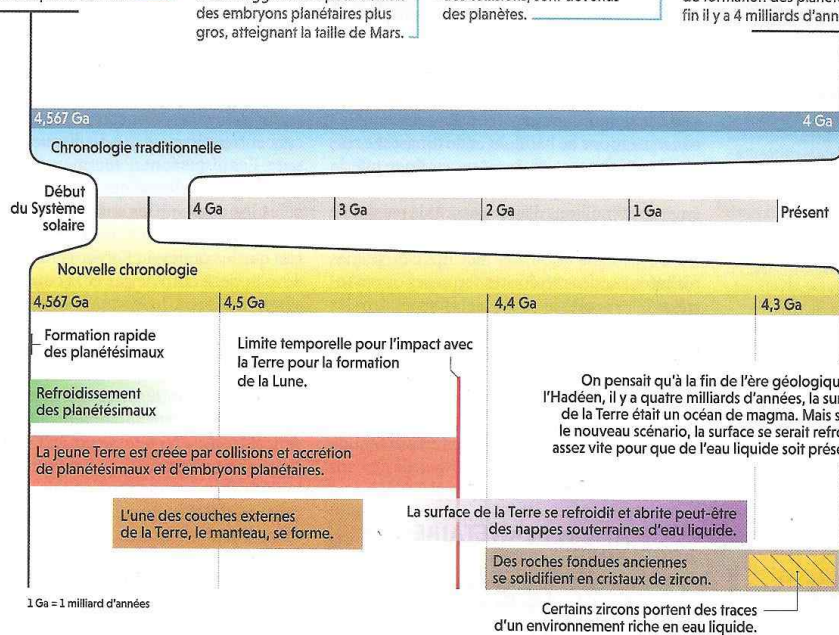 des embryons planétaires plus
gros, atteignant la taille de Mars.
des planètes.
fin il y a 4 milliards d'ann
4,567 Ga
4 Ga
Chronologie traditionnelle
Début
du Système
solaire
4 Ga
3 Ga
2 Ga
1 Ga
Présent
Nouvelle chronologie
4,567 Ga
4,5 Ga
4,4 Ga
4,3 Ga
Formation rapide
des planétésimaux
Limite temporelle pour l'impact avec
la Terre pour la formation
de la Lune.
Refroidissement
des planétésimaux
On pensait qu'à la fin de l'ère géologiqu
l'Hadéen, il y a quatre milliards d'années, la sur
de la Terre était un océan de magma. Mais s
le nouveau scénario, la surface se serait refro
assez vite pour que de l'eau liquide soit prése
La jeune Terre est créée par collisions et accrétion
de planétésimaux et d'embryons planétaires.
L'une des couches externes
de la Terre, le manteau, se forme.
La surface de la Terre se refroidit et abrite peut-être
des nappes souterraines d'eau liquide.
Des roches fondues anciennes
se solidifient en cristaux de zircon.
1 Ga = 1 milliard d'années
Certains zircons portent des traces
d'un environnement riche en eau liquide.